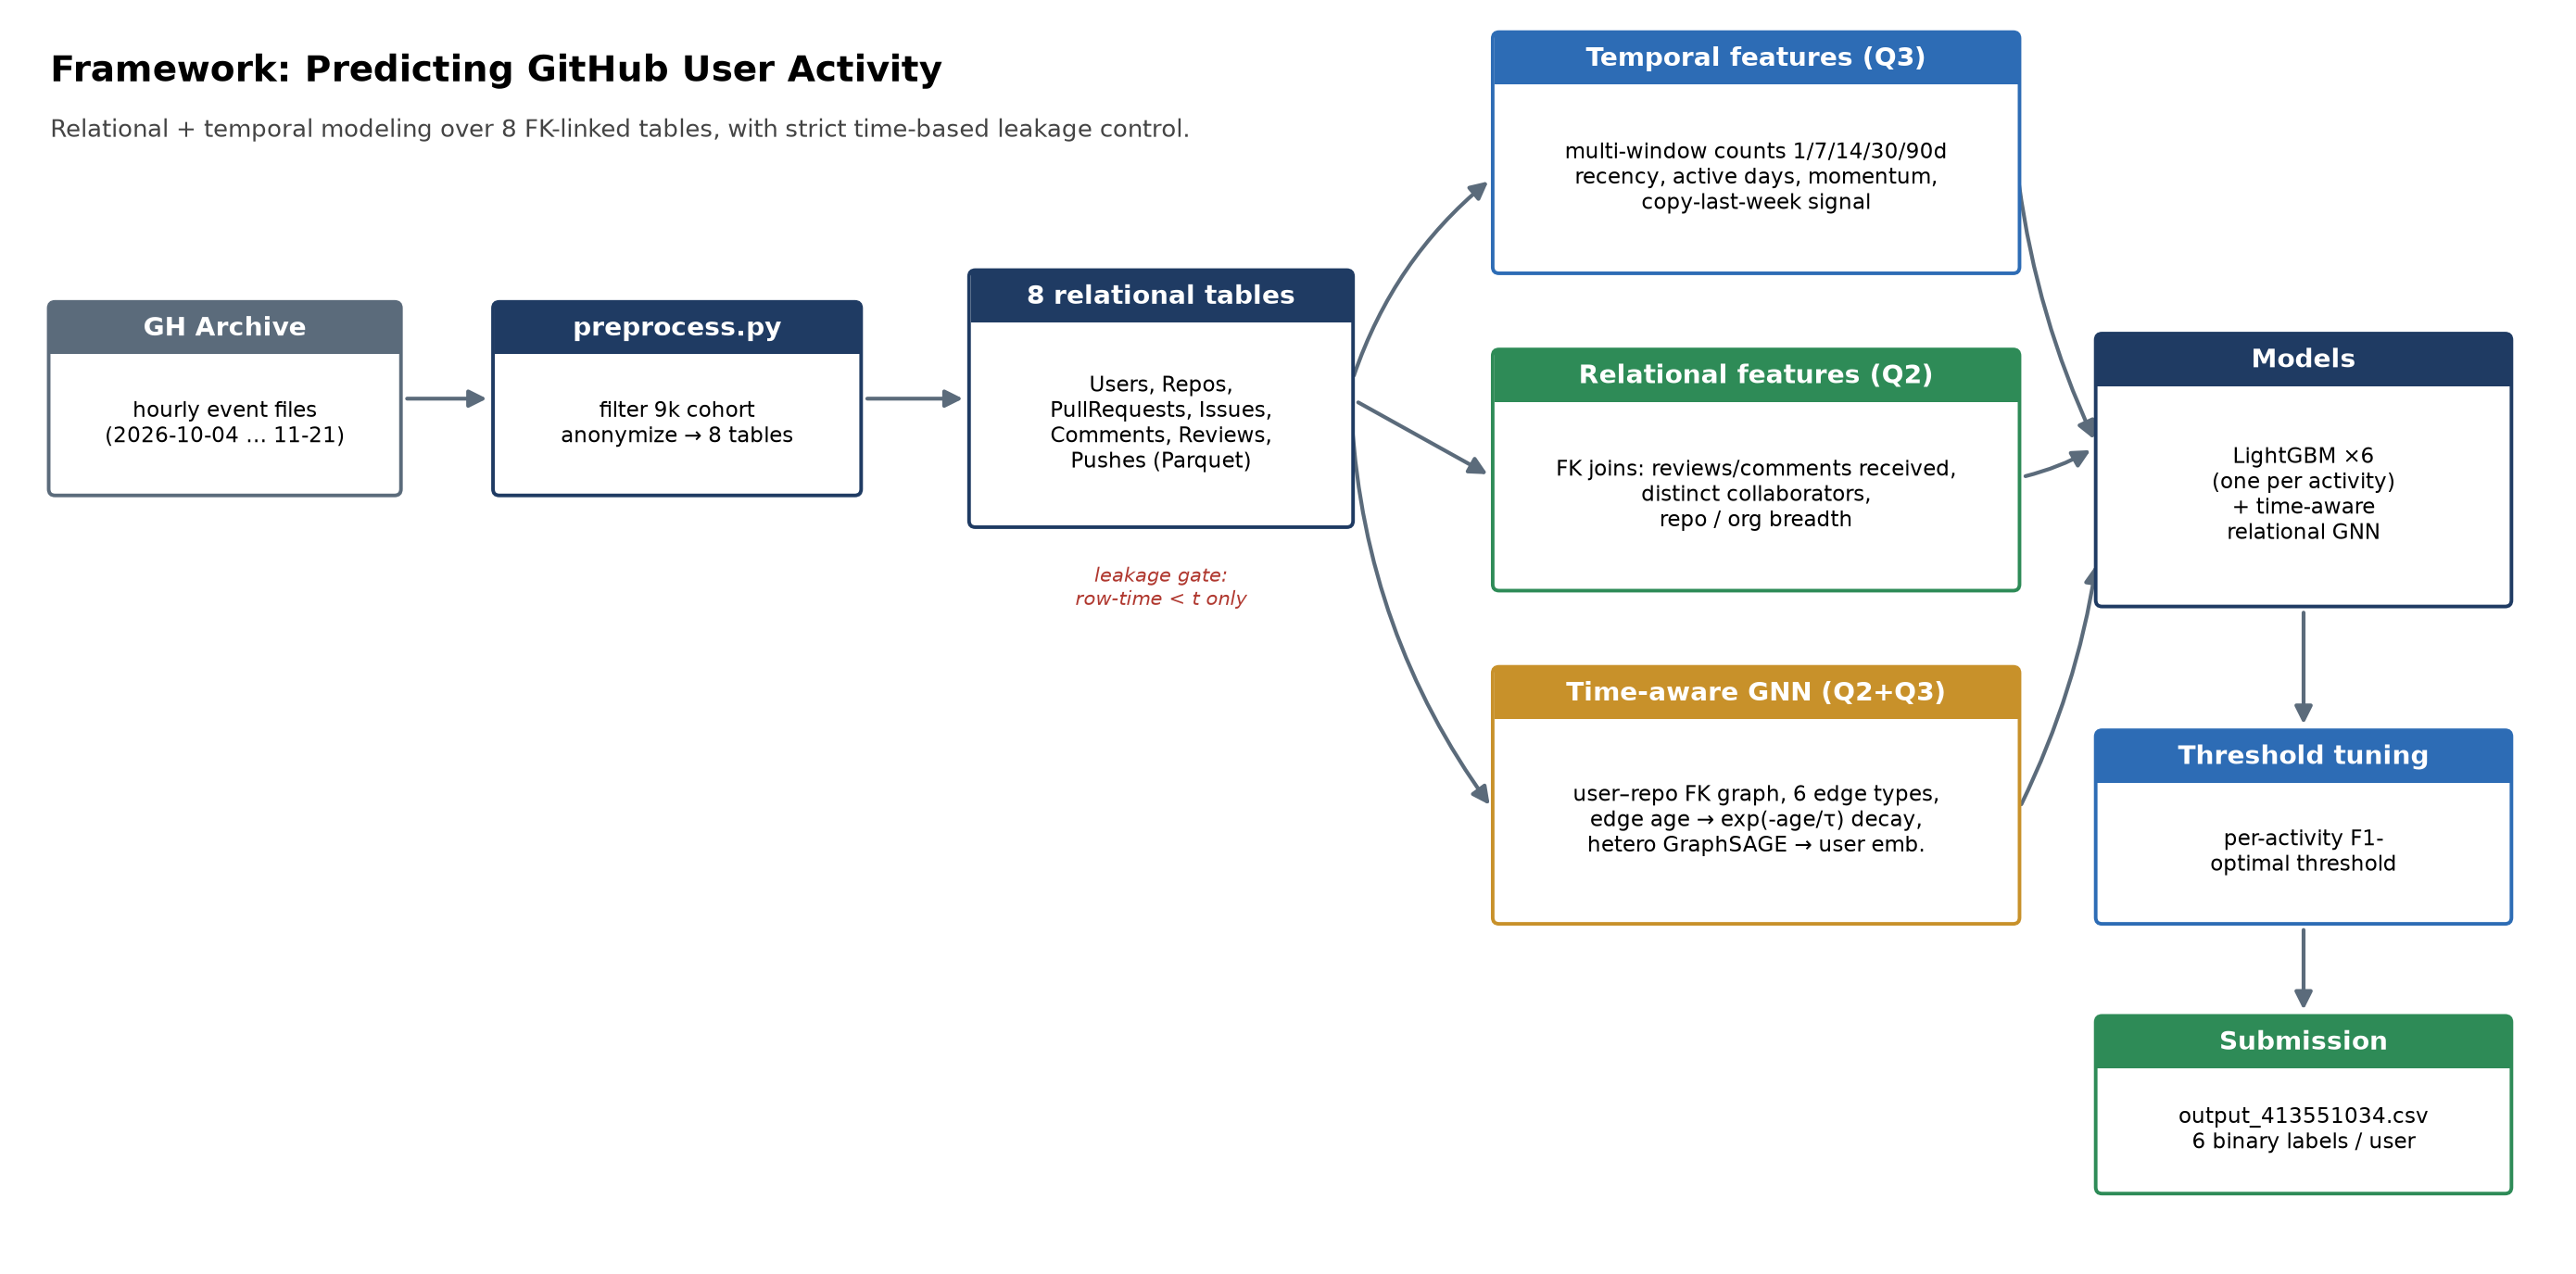 Framework: Predicting GitHub User Activity
Relational + temporal modeling over 8 FK-linked tables, with strict time-based leakage control.
GH Archive
hourly event files
(2026-10-04 ... 11-21)
preprocess.py
filter 9k cohort
anonymize → 8 tables
8 relational tables
Users, Repos,
PullRequests, Issues,
Comments, Reviews,
Pushes (Parquet)
leakage gate:
row-time < t only
Temporal features (Q3)
multi-window counts 1/7/14/30/90d
recency, active days, momentum,
copy-last-week signal
Relational features (Q2)
FK joins: reviews/comments received,
distinct collaborators,
repo / org breadth
Time-aware GNN (Q2+Q3)
user–repo FK graph, 6 edge types,
edge age → exp(-age/τ) decay,
hetero GraphSAGE → user emb.
Models
LightGBM ×6
(one per activity)
+ time-aware
relational GNN
Threshold tuning
per-activity F1-
optimal threshold
Submission
output_413551034.csv
6 binary labels / user